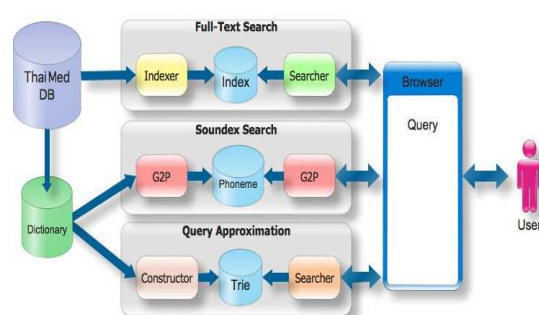 Full-Text Search
Thai Med
DB
Indexer
Index
Searcher
Browser
Query
Soundex Search
G2P
Phoneme
G2P
User
Dictionary
Query Approximation
Constructor
Trie
Searcher